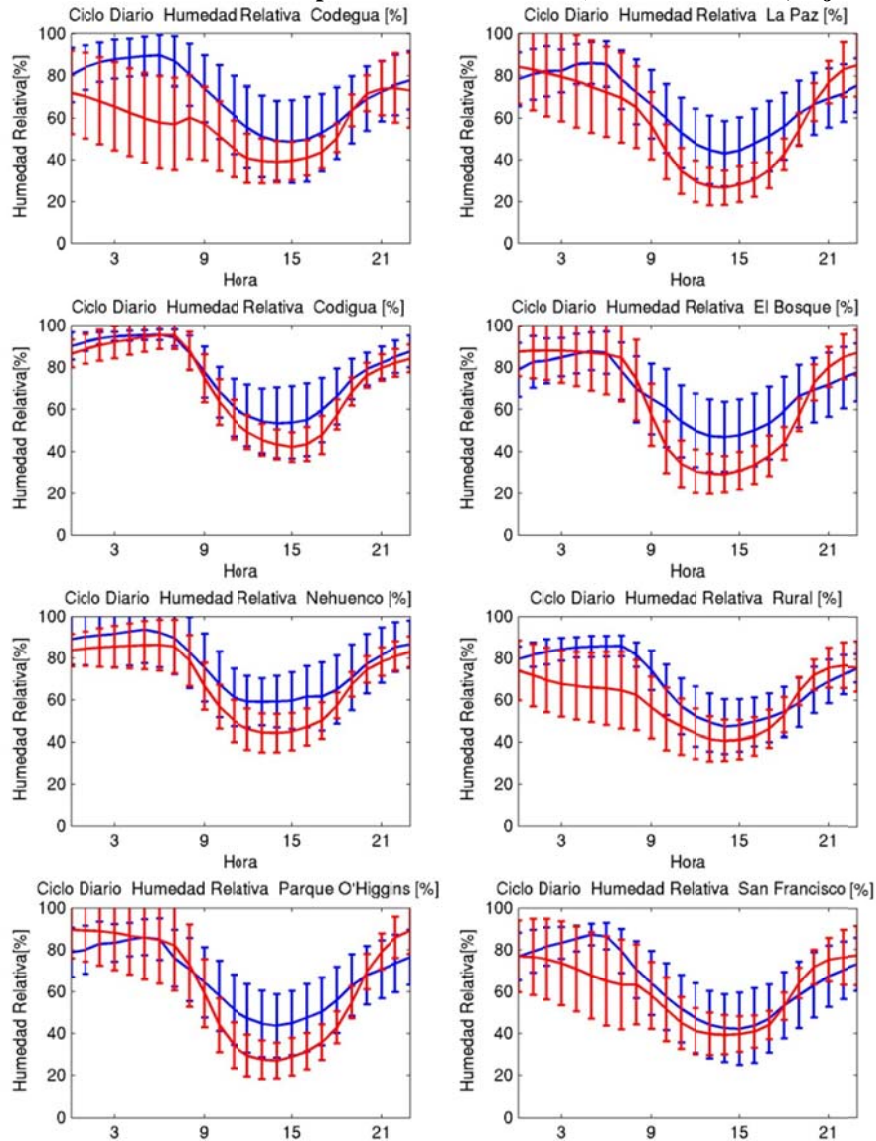 Ciclo Diario Humedad Relativa Codegua [%]
Humedad Relativa[%]
100
80
60
40
20
0
3 9 15 21
Hora
Ciclo Diario Humedad Relativa La Paz [%]
Humedad Relativa[%]
100
80
60
40
20
0
3 9 15 21
Hora
Ciclo Diario Humedad Relativa Codigua [%]
Humedad Relativa[%]
100
80
60
40
20
0
3 9 15 21
Hora
Ciclo Diario Humedad Relativa El Bosque [%]
Humedad Relativa[%]
100
80
60
40
20
0
3 9 15 21
Hora
Ciclo Diario Humedad Relativa Nehuenco [%]
Humedad Relativa[%]
100
80
60
40
20
0
3 9 15 21
Hora
Ciclo Diario Humedad Relativa Rural [%]
Humedad Relativa[%]
100
80
60
40
20
0
3 9 15 21
Hora
Ciclo Diario Humedad Relativa Parque O'Higgins [%]
Humedad Relativa[%]
100
80
60
40
20
0
3 9 15 21
Ciclo Diario Humedad Relativa San Francisco [%]
Humedad Relativa[%]
100
80
60
40
20
0
3 9 15 21